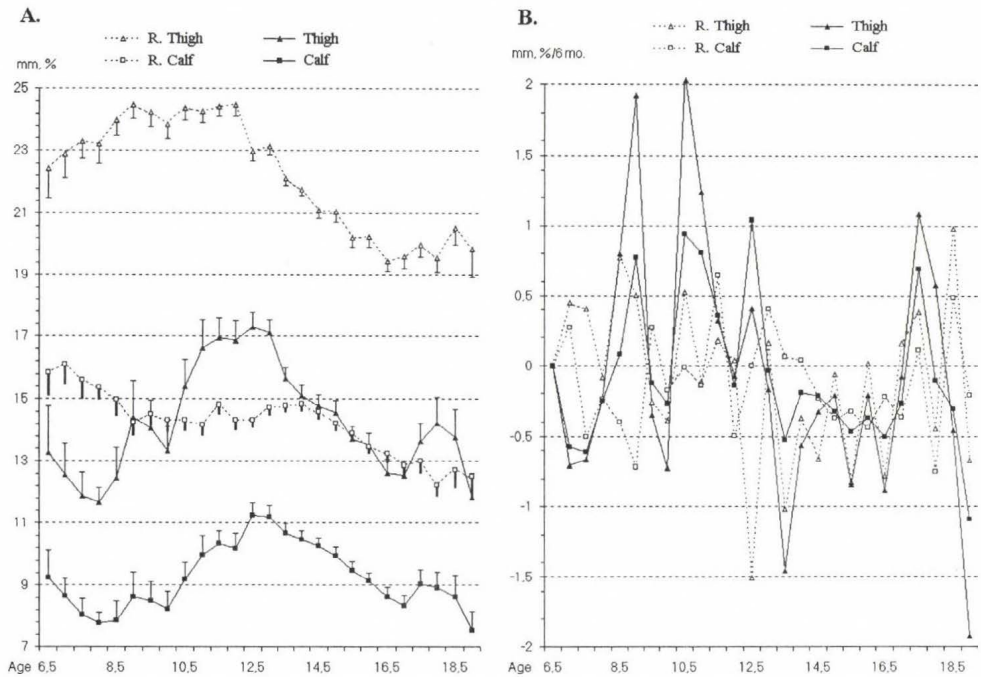 A.
R. Thigh Thigh
R. Calf Calf
mm, %
25
23
21
19
17
15
13
11
9
7
Age 6,5 8,5 10,5 12,5 14,5 16,5 18,5
B.
R. Thigh Thigh
R. Calf Calf
mm, %/6 mo.
2
1,5
1
0,5
0
-0,5
-1
-1,5
-2
Age 6,5 8,5 10,5 12,5 14,5 16,5 18,5